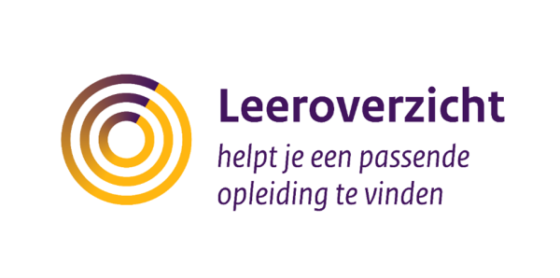 Leeroverzicht
helpt je een passende
opleiding te vinden